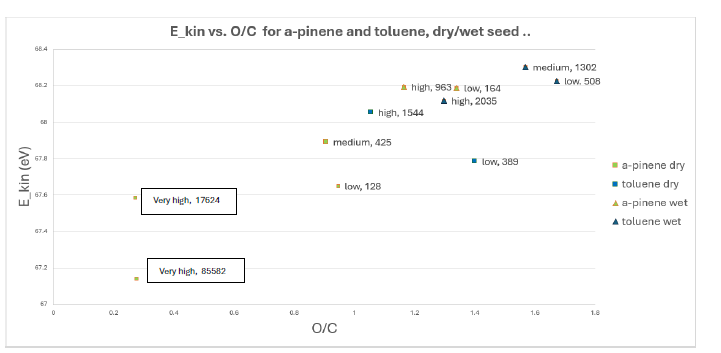 E_kin vs. O/C for a-pinene and toluene, dry/wet seed ..
68.4
68.2
68
67.8
67.6
67.4
67.2
67
E_kin (eV)
medium, 1302
low, 508
high, 963
low, 164
high, 2035
high, 1544
medium, 425
low, 389
low, 128
Very high, 17624
Very high, 85582
a-pinene dry
toluene dry
a-pinene wet
toluene wet
0 0.2 0.4 0.6 0.8 1 1.2 1.4 1.6 1.8
O/C